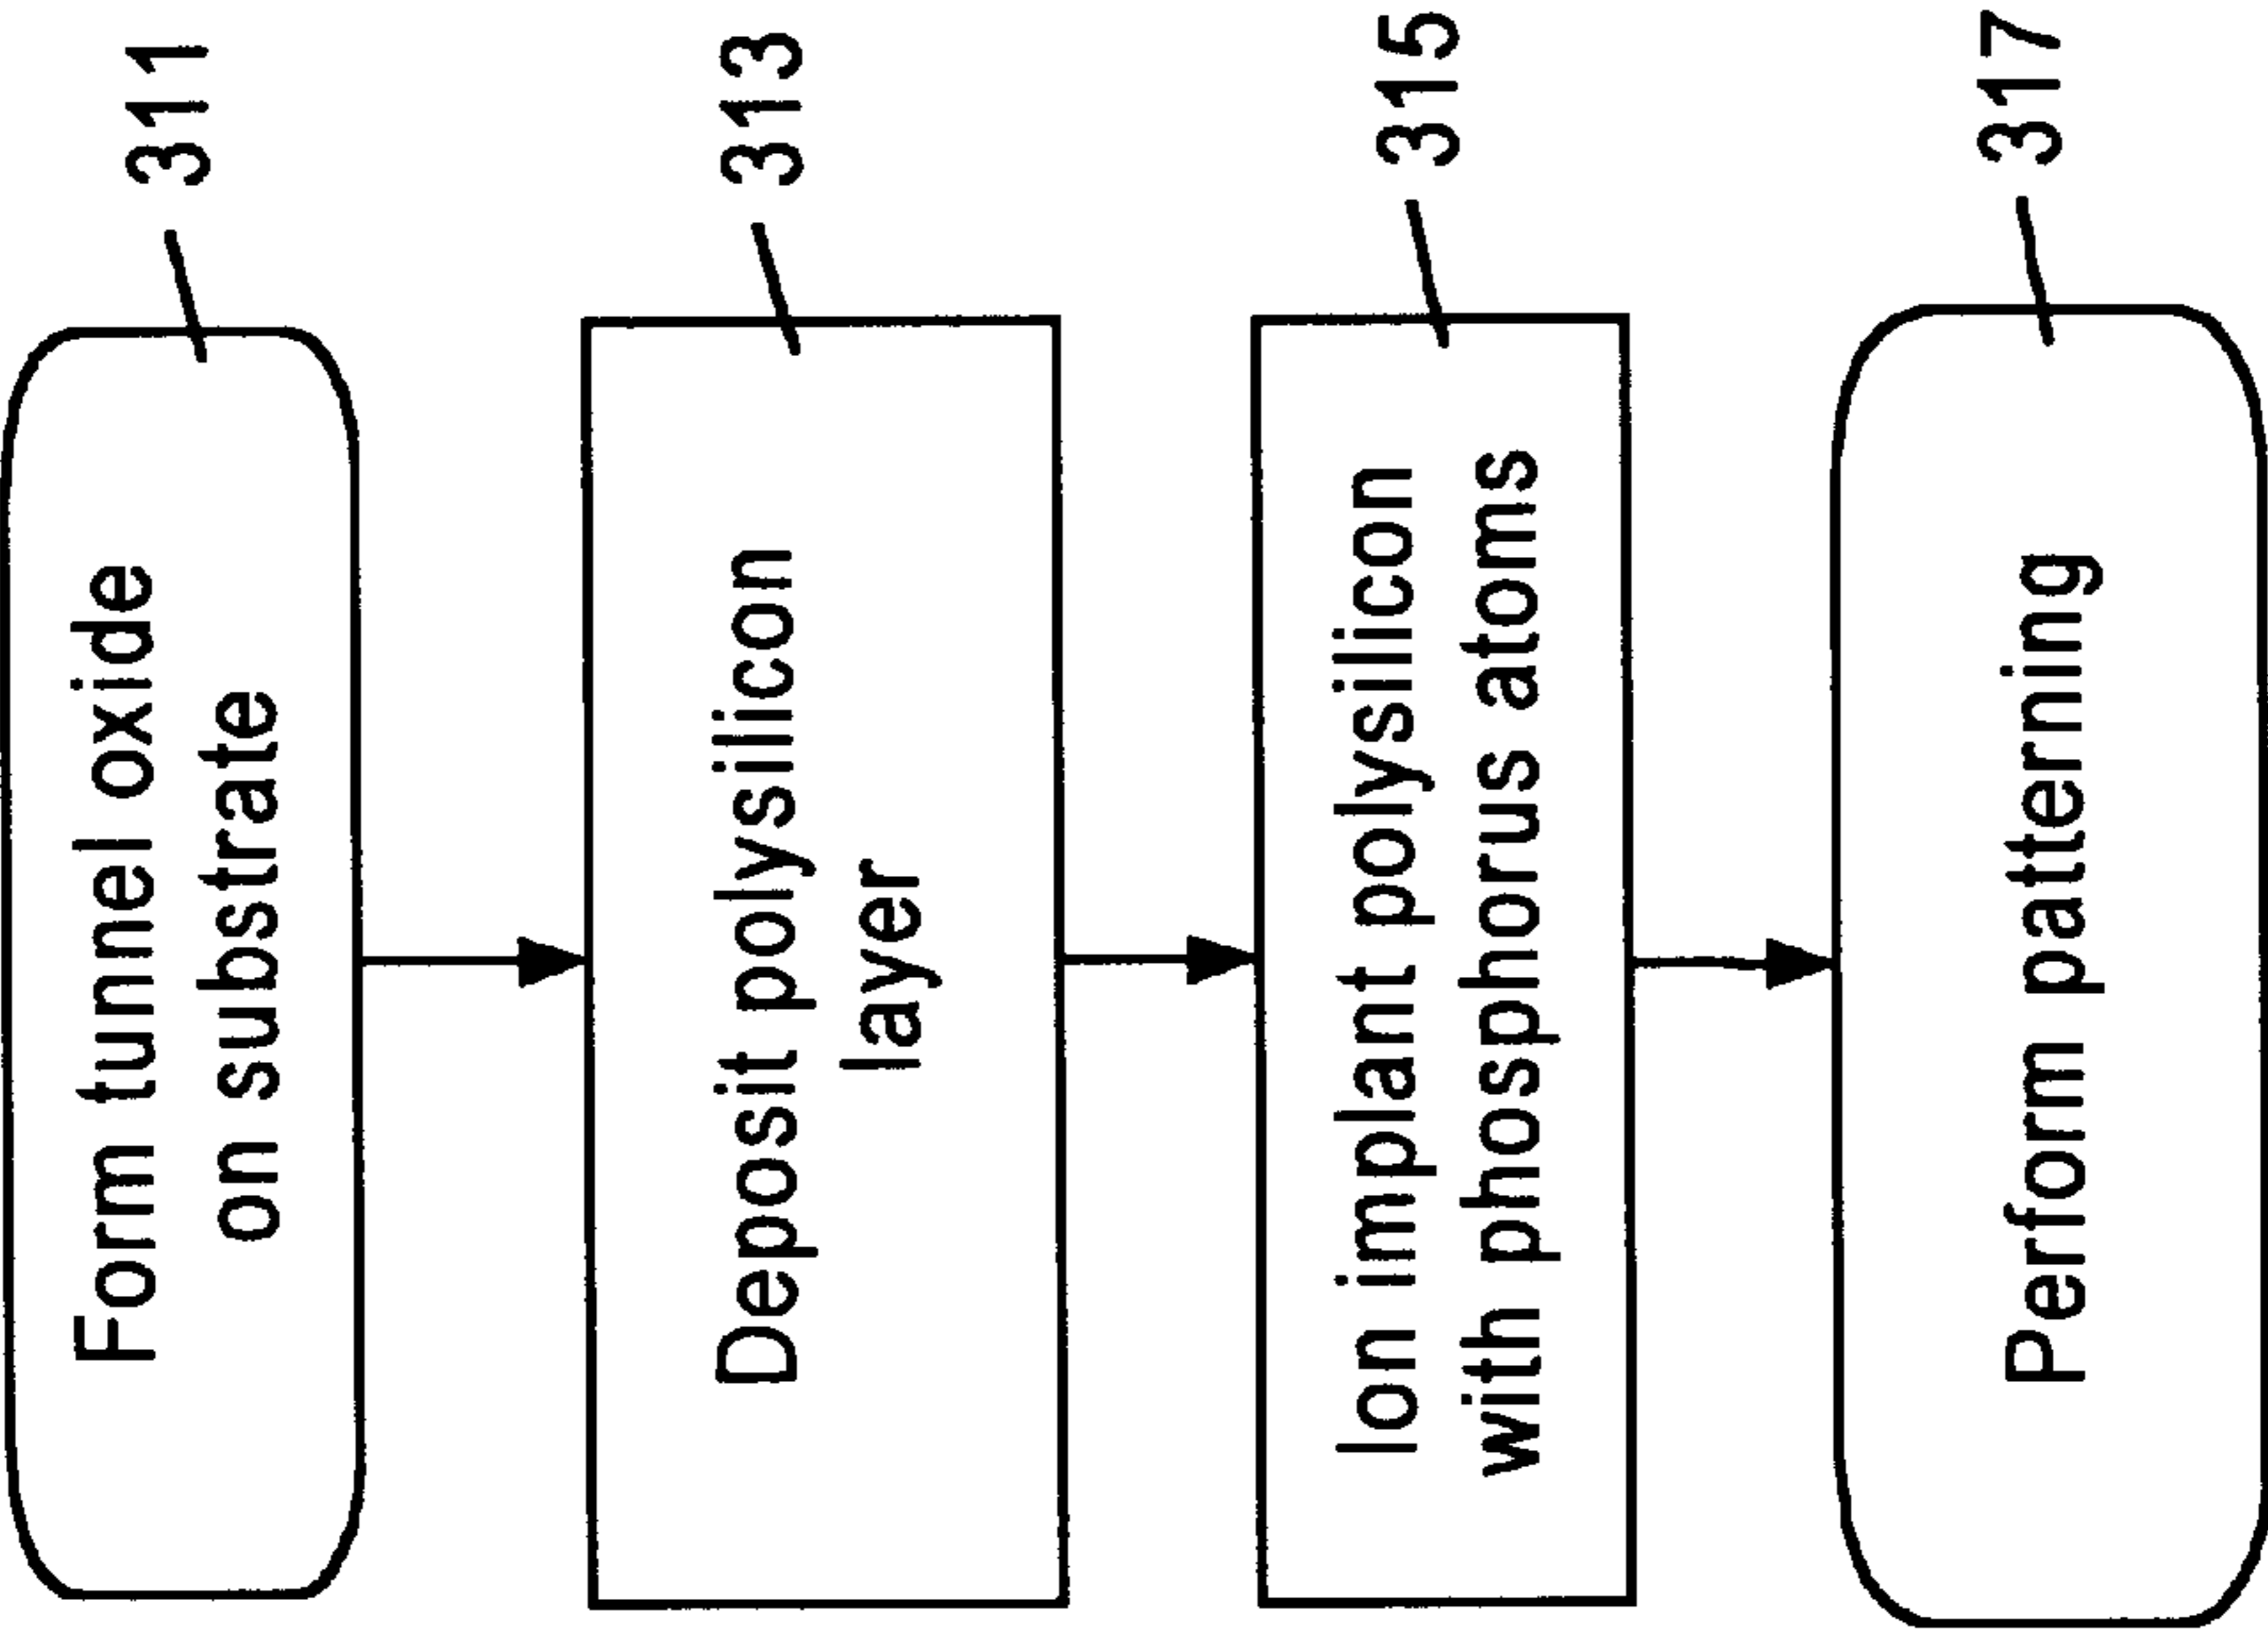 Form tunnel oxide
on substrate
311
Deposit polysilicon
layer
313
Ion implant polysilicon
with phosphorus atoms
315
Perform patterning
317